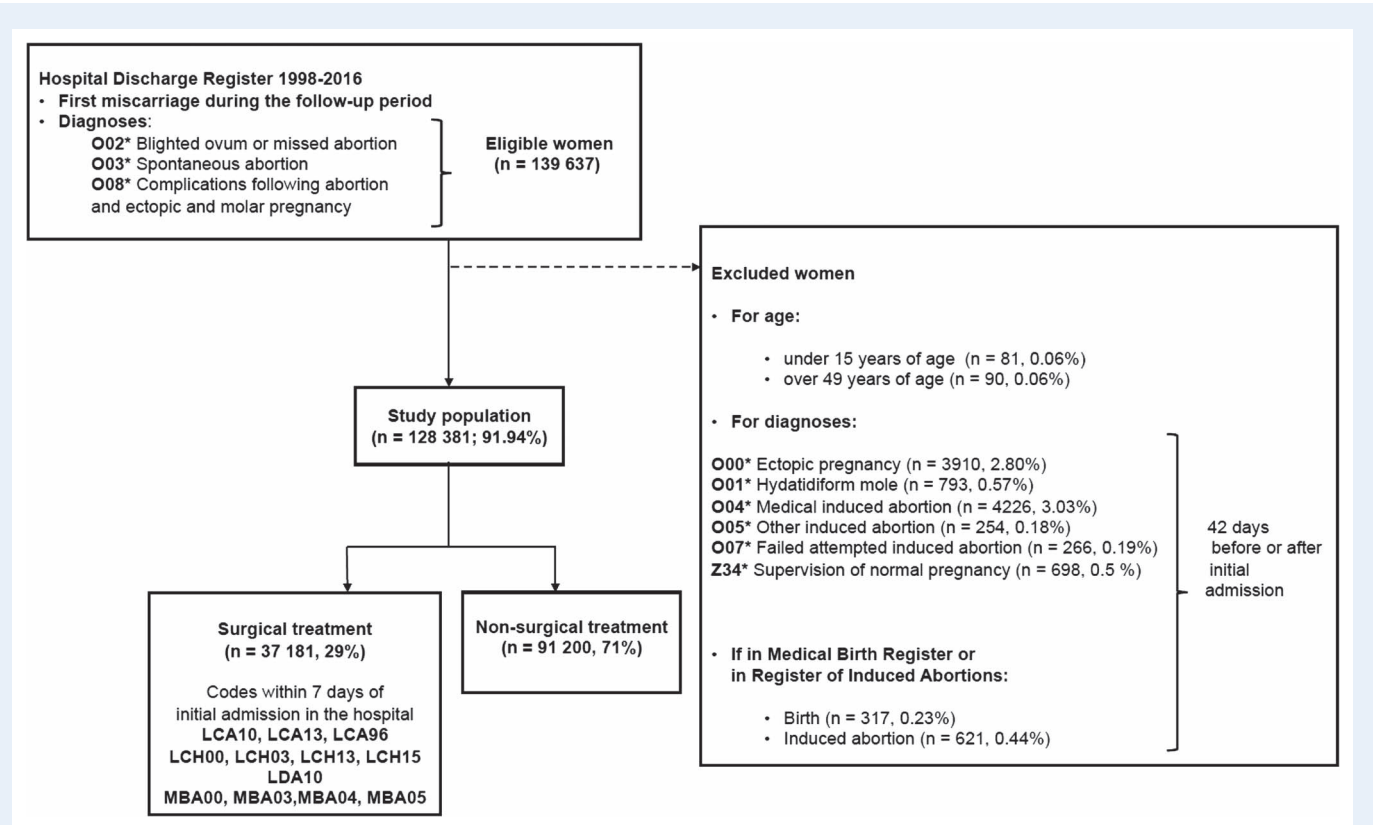 Hospital Discharge Register 1998-2016
• First miscarriage during the follow-up period
• Diagnoses:
O02* Blighted ovum or missed abortion
O03* Spontaneous abortion
O08* Complications following abortion
and ectopic and molar pregnancy
Eligible women
(n = 139 637)
Excluded women
• For age:
• under 15 years of age (n = 81, 0.06%)
• over 49 years of age (n = 90, 0.06%)
• For diagnoses:
O00* Ectopic pregnancy (n = 3910, 2.80%)
O01* Hydatidiform mole (n = 793, 0.57%)
O04* Medical induced abortion (n = 4226, 3.03%)
O05* Other induced abortion (n = 254, 0.18%)
O07* Failed attempted induced abortion (n = 266, 0.19%)
Z34* Supervision of normal pregnancy (n = 698, 0.5 %)
• If in Medical Birth Register or
in Register of Induced Abortions:
• Birth (n = 317, 0.23%)
• Induced abortion (n = 621, 0.44%)
42 days
before or after
initial
admission
Study population
(n = 128 381; 91.94%)
Surgical treatment
(n = 37 181, 29%)
Codes within 7 days of
initial admission in the hospital
LCA10, LCA13, LCA96
LCH00, LCH03, LCH13, LCH15
LDA10
MBA00, MBA03,MBA04, MBA05
Non-surgical treatment
(n = 91 200, 71%)